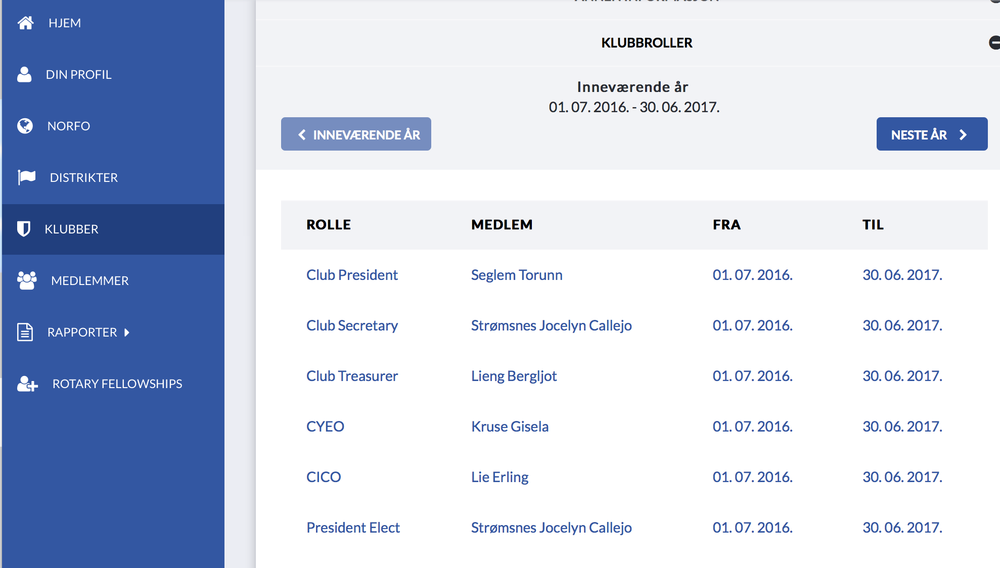 HJEM
DIN PROFIL
NORFO
DISTRIKTER
KLUBBER
MEDLEMMER
RAPPORTER
ROTARY FELLOWSHIPS
KLUBBROLLER
Inneværende år
01. 07. 2016. - 30. 06. 2017.
INNEVÆRENDE ÅR
NESTE ÅR
ROLLE MEDLEM FRA TIL
Club President Seglem Torunn 01. 07. 2016. 30. 06. 2017.
Club Secretary Strømsnes Jocelyn Callejo 01. 07. 2016. 30. 06. 2017.
Club Treasurer Lieng Bergljot 01. 07. 2016. 30. 06. 2017.
CYEO Kruse Gisela 01. 07. 2016. 30. 06. 2017.
CICO Lie Erling 01. 07. 2016. 30. 06. 2017.
President Elect Strømsnes Jocelyn Callejo 01. 07. 2016. 30. 06. 2017.